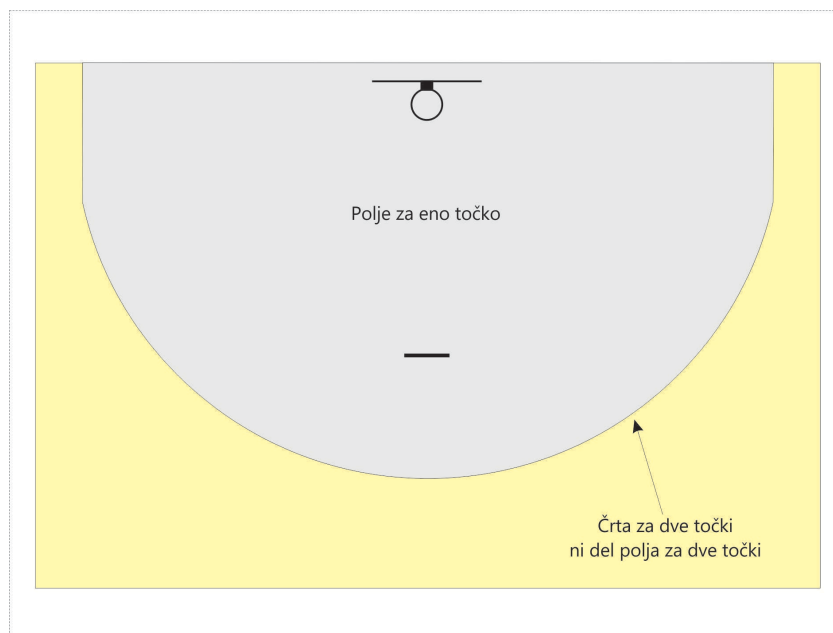 Polje za eno točko
Črta za dve točki
ni del polja za dve točki